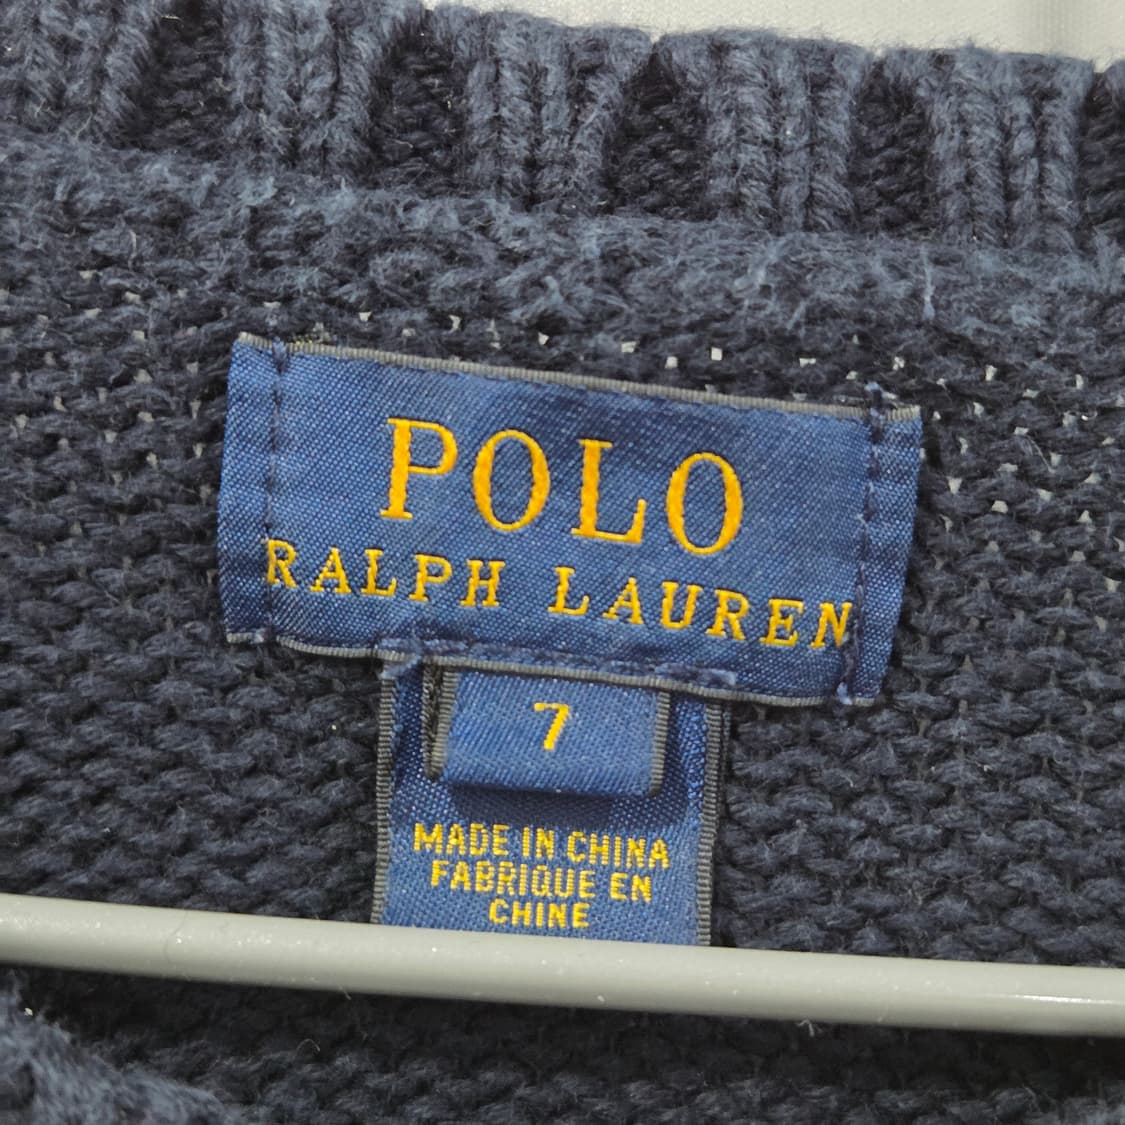 POLO
RALPH LAUREN
7
MADE IN CHINA
FABRIQUE EN
CHINE